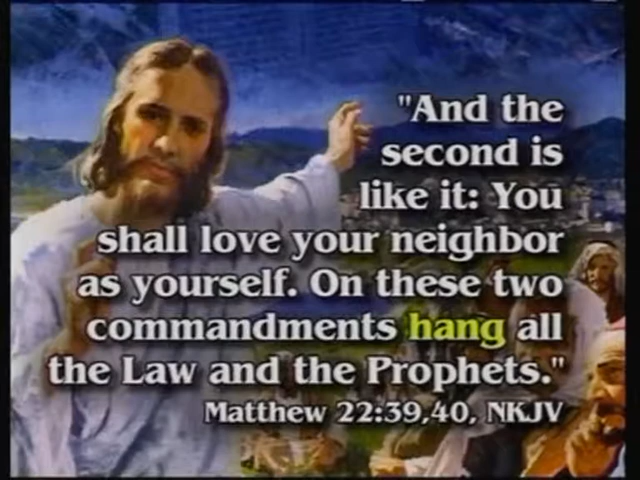 "And the
second is
like it: You
shall love your neighbor
as yourself. On these two
commandments hang all
the Law and the Prophets."
Matthew 22:39,40, NKJV